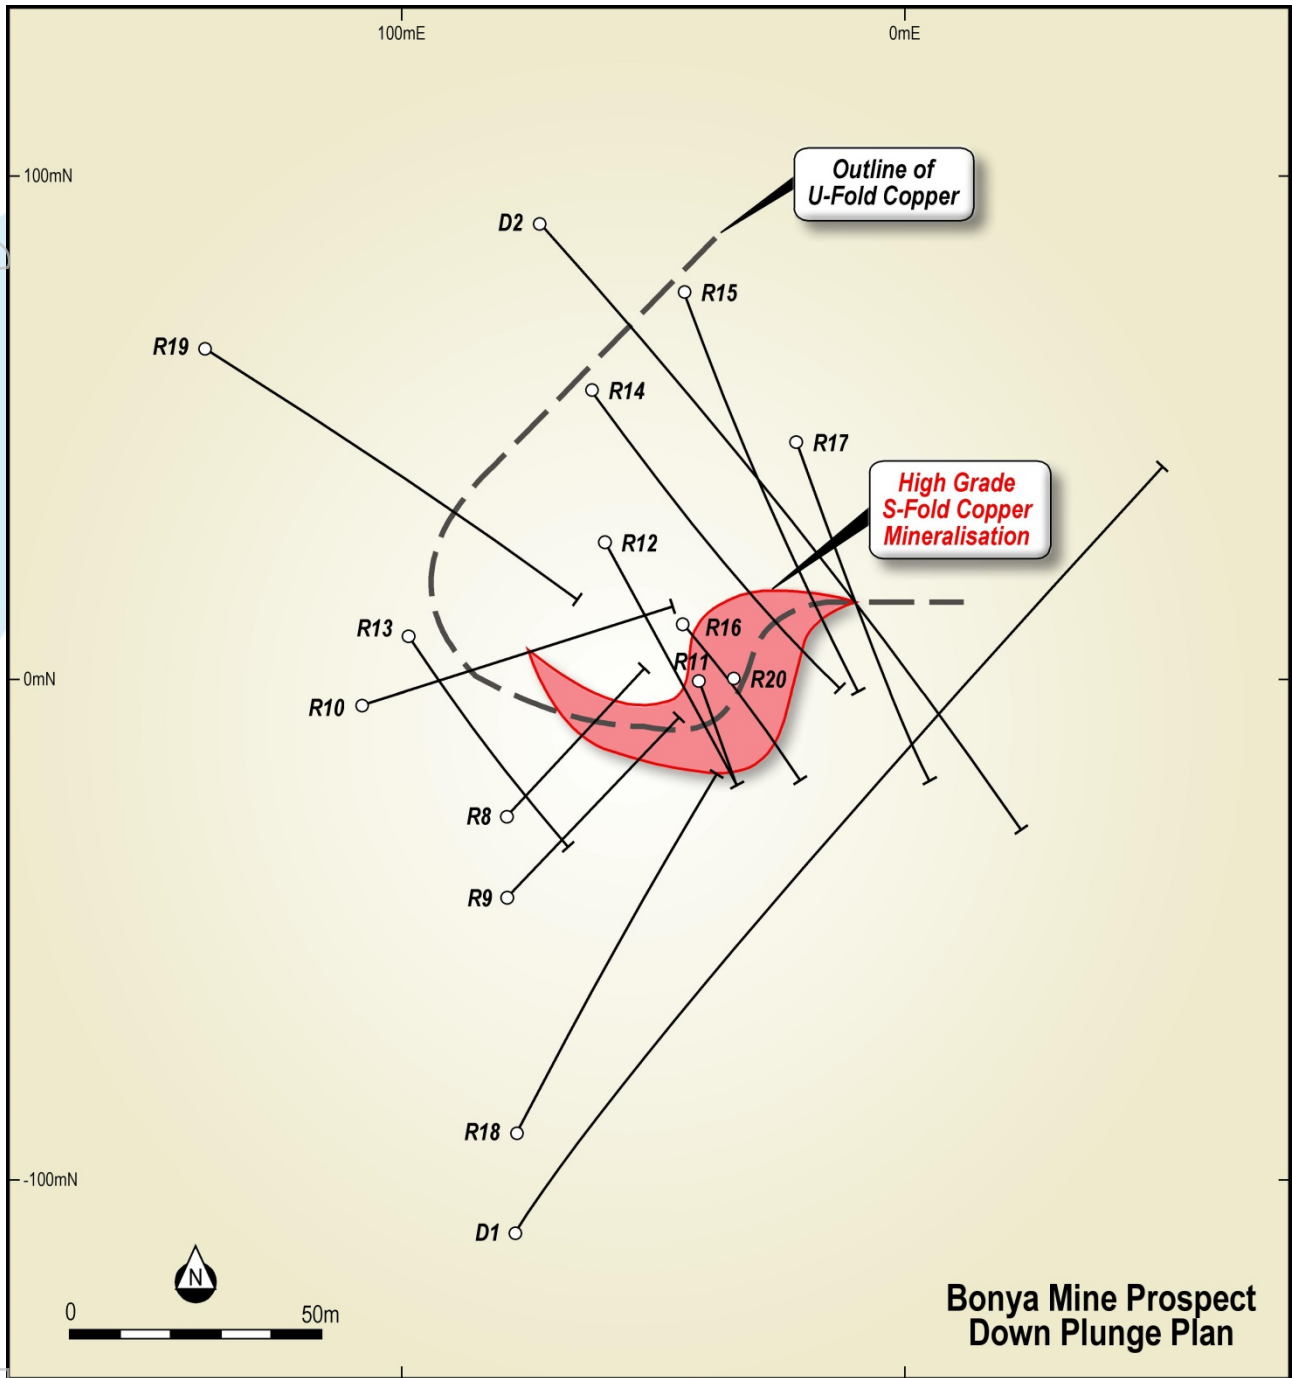 100mE
0mE
100mN
Outline of
U-Fold Copper
D2
R15
R19
R14
R17
High Grade
S-Fold Copper
Mineralisation
R12
R13
R16
R11
R20
0mN
R10
R8
R9
R18
-100mN
D1
N
0
50m
Bonya Mine Prospect
Down Plunge Plan